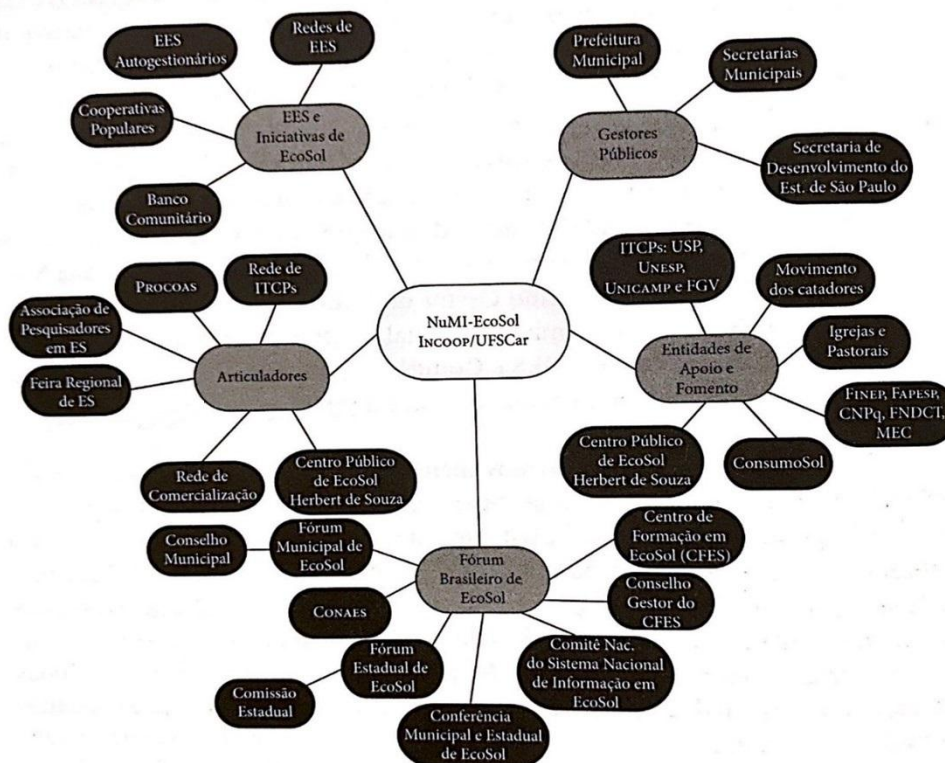 EES
Autogestionários
Redes de
EES
Cooperativas
Populares
EES e
Iniciativas de
EcoSol
Banco
Comunitário
Prefeitura
Municipal
Secretarias
Municipais
Gestores
Públicos
Secretaria de
Desenvolvimento do
Est. de São Paulo
PROCOAS
Rede de
ITCPs
Associação de
Pesquisadores
em ES
Articuladores
Feira Regional
de ES
Rede de
Comercialização
Centro Público
de EcoSol
Herbert de Souza
NuMI-EcoSol
INCOOP/UFSCar
ITCPs: USP,
UNESP,
UNICAMP e FGV
Movimento
dos catadores
Igrejas e
Pastorais
Entidades de
Apoio e
Fomento
FINEP, FAPESP,
CNPq, FNDCT,
MEC
Centro Público
de EcoSol
Herbert de Souza
ConsumoSol
Conselho
Municipal
Fórum
Municipal de
EcoSol
Fórum
Brasileiro de
EcoSol
Centro de
Formação em
EcoSol (CFES)
CONAES
Conselho
Gestor do
CFES
Fórum
Estadual de
EcoSol
Comissão
Estadual
Comitê Nac.
do Sistema Nacional
de Informação em
EcoSol
Conferência
Municipal e Estadual
de EcoSol